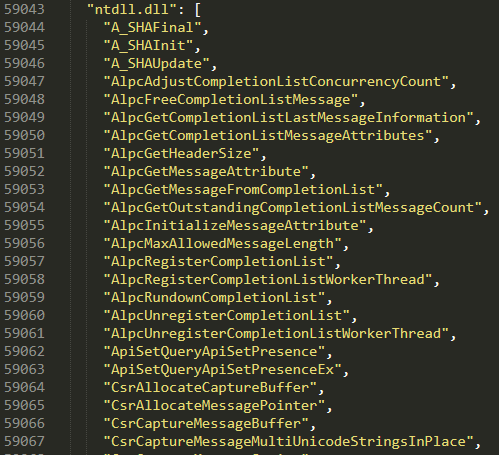 59043 "ntdll.dll": [
59044 "A_SHAFinal",
59045 "A_SHAInit",
59046 "A_SHAUpdate",
59047 "AlpcAdjustCompletionListConcurrencyCount",
59048 "AlpcFreeCompletionListMessage",
59049 "AlpcGetCompletionListLastMessageInformation",
59050 "AlpcGetCompletionListMessageAttributes",
59051 "AlpcGetHeaderSize",
59052 "AlpcGetMessageAttribute",
59053 "AlpcGetMessageFromCompletionList",
59054 "AlpcGetOutstandingCompletionListMessageCount",
59055 "AlpcInitializeMessageAttribute",
59056 "AlpcMaxAllowedMessageLength",
59057 "AlpcRegisterCompletionList",
59058 "AlpcRegisterCompletionListWorkerThread",
59059 "AlpcRundownCompletionList",
59060 "AlpcUnregisterCompletionList",
59061 "AlpcUnregisterCompletionListWorkerThread",
59062 "ApiSetQueryApiSetPresence",
59063 "ApiSetQueryApiSetPresenceEx",
59064 "CsrAllocateCaptureBuffer",
59065 "CsrAllocateMessagePointer",
59066 "CsrCaptureMessageBuffer",
59067 "CsrCaptureMessageMultiUnicodeStringsInPlace",